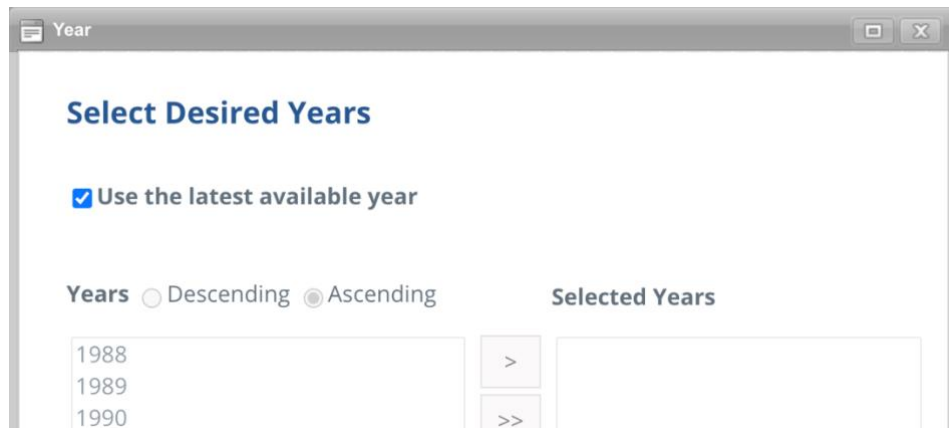 Year
Select Desired Years
Use the latest available year
Years Descending Ascending
Selected Years
1988
1989
1990
>
>>